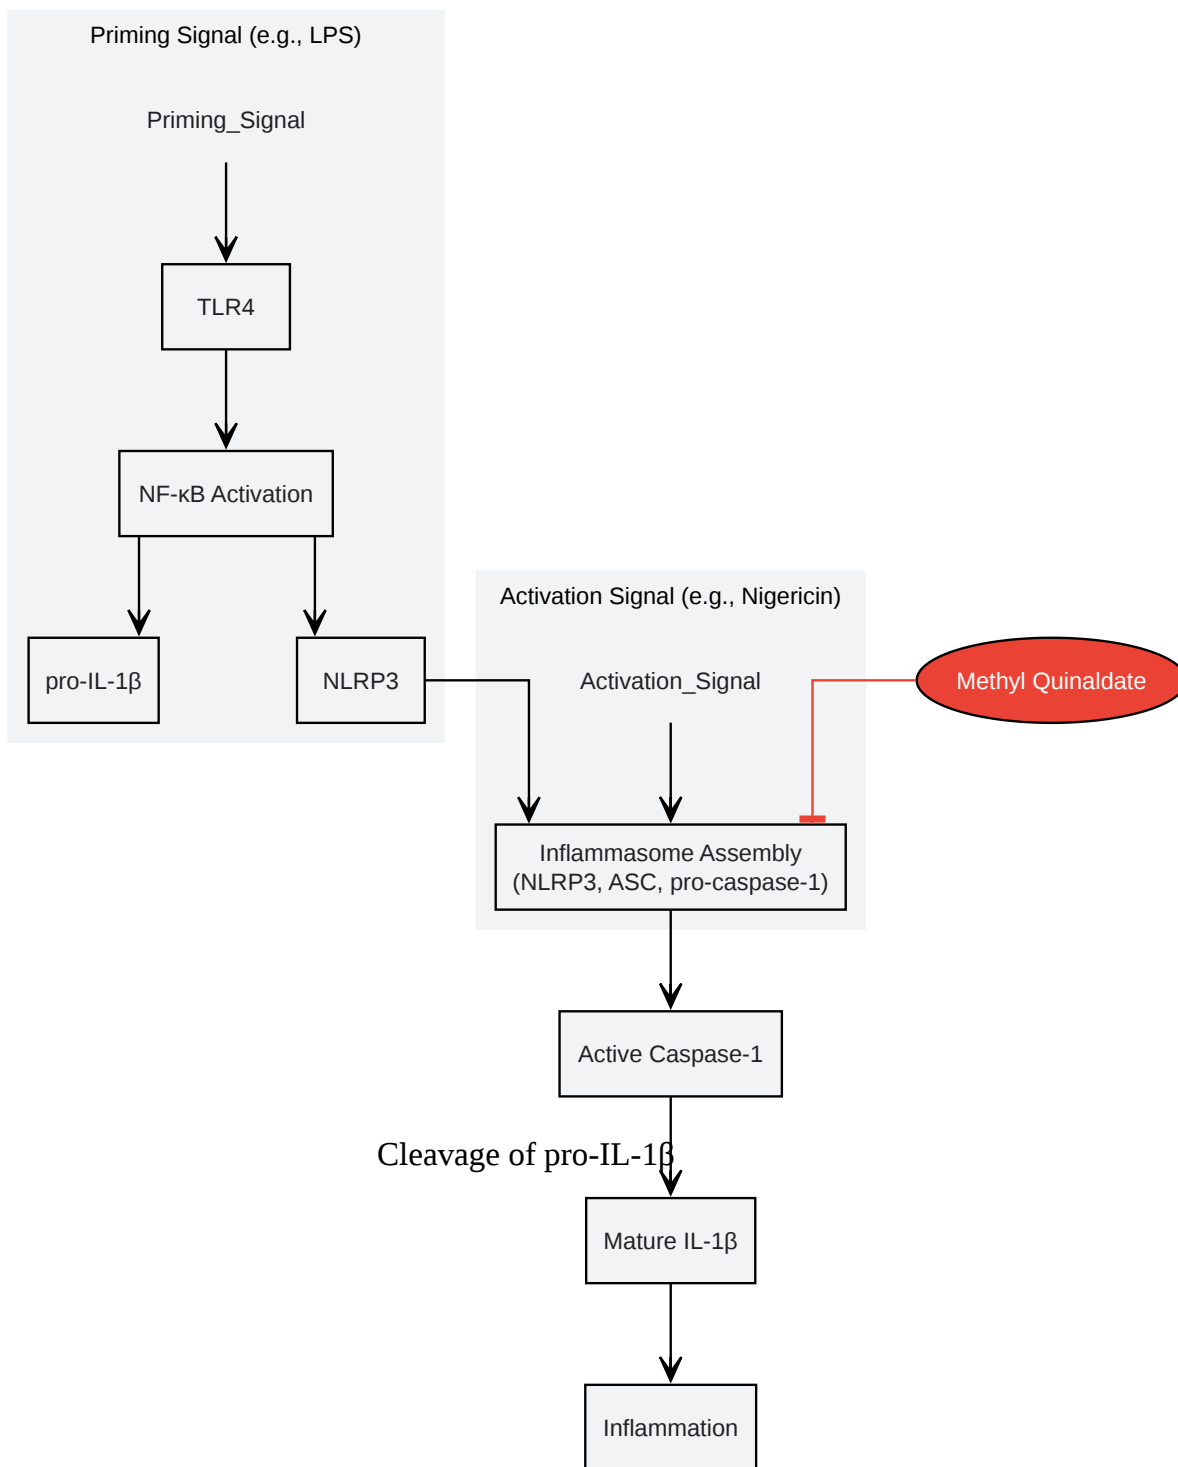 Priming Signal (e.g., LPS)
Priming_Signal
TLR4
NF-κB Activation
pro-IL-1β
NLRP3
Activation Signal (e.g., Nigericin)
Activation_Signal
Methyl Quinaldate
Inflammasome Assembly
(NLRP3, ASC, pro-caspase-1)
Active Caspase-1
Cleavage of pro-IL-1β
Mature IL-1β
Inflammation